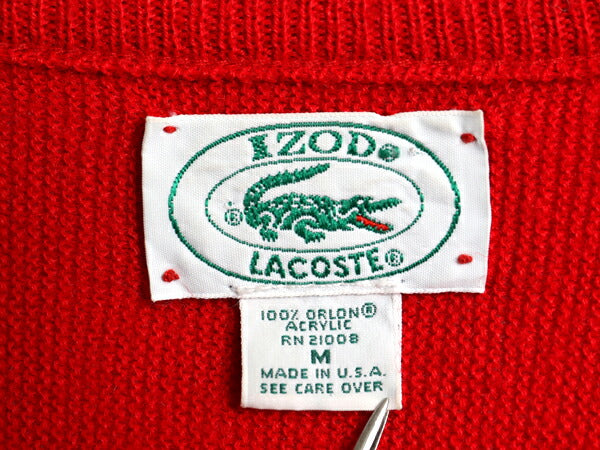 IZOD®
®
LACOSTE®
100% ORLON®
ACRYLIC
RN 21008
M
MADE IN U.S.A.
SEE CARE OVER